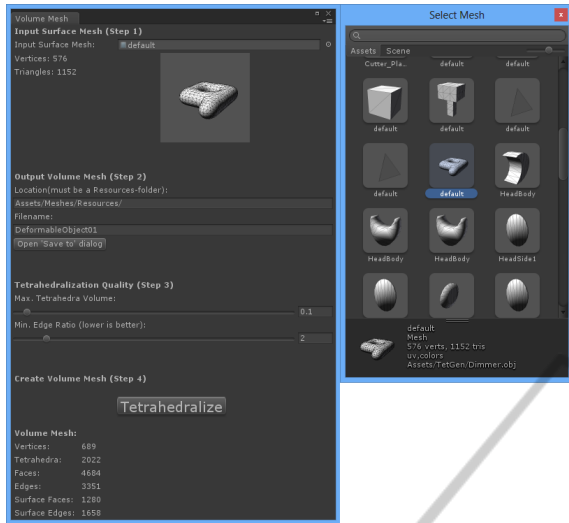 Volume Mesh
Input Surface Mesh (Step 1)
Input Surface Mesh: default
Vertices: 576
Triangles: 1152
Output Volume Mesh (Step 2)
Location(must be a Resources-folder):
Assets/Meshes/Resources/
Filename:
DeformableObject01
Open 'Save to' dialog
Tetrahedralization Quality (Step 3)
Max. Tetrahedra Volume:
0.1
Min. Edge Ratio (lower is better):
2
Create Volume Mesh (Step 4)
Tetrahedralize
Volume Mesh:
Vertices: 689
Tetrahedra: 2022
Faces: 4684
Edges: 3351
Surface Faces: 1280
Surface Edges: 1658
Select Mesh
x
Assets Scene
Cutter_Pla.. default default
default default default
default default HeadBody
HeadBody HeadBody HeadSide1
default
Mesh
576 verts, 1152 tris
uv,colors
Assets/TetGen/Dimmer.obj